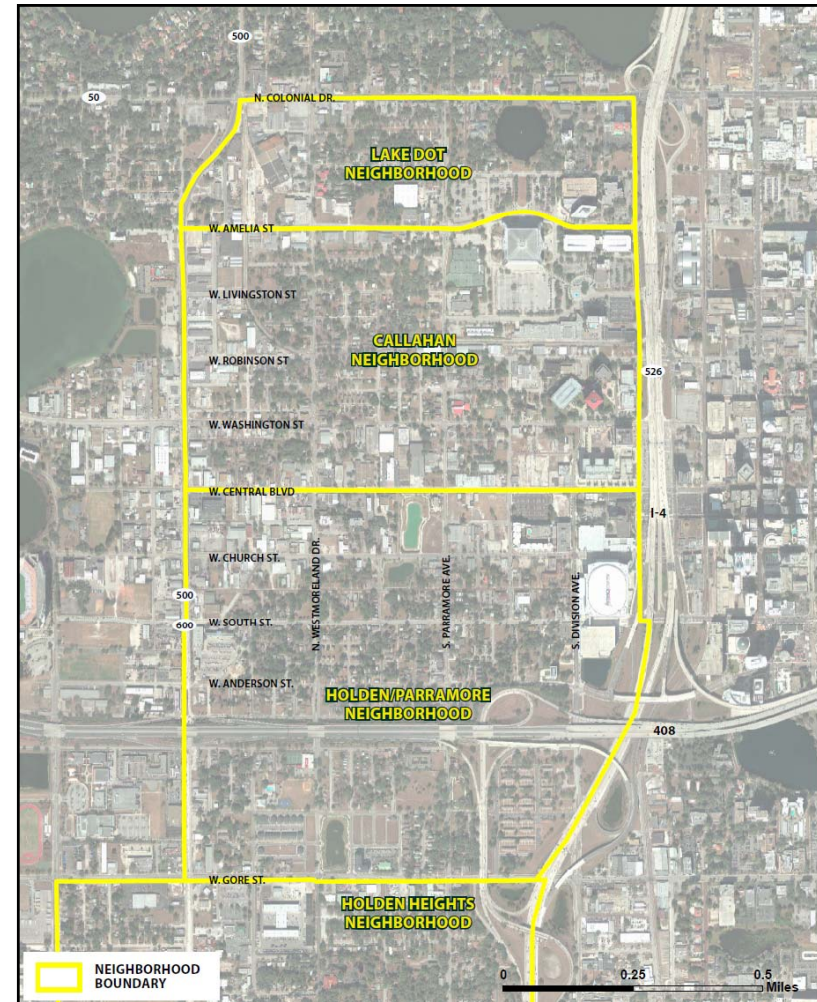 500
50
N. COLONIAL DR.
LAKE DOT
NEIGHBORHOOD
W. AMELIA ST
W. LIVINGSTON ST
CALLAHAN
NEIGHBORHOOD
W. ROBINSON ST
526
W. WASHINGTON ST
W. CENTRAL BLVD
I-4
W. CHURCH ST.
N. WESTMORELAND DR.
S. PARRAMORE AVE.
S. DIVISION AVE.
500
600
W. SOUTH ST.
W. ANDERSON ST.
HOLDEN/PARRAMORE
NEIGHBORHOOD
408
W. GORE ST.
HOLDEN HEIGHTS
NEIGHBORHOOD
NEIGHBORHOOD
BOUNDARY
0 0.25 0.5
Miles